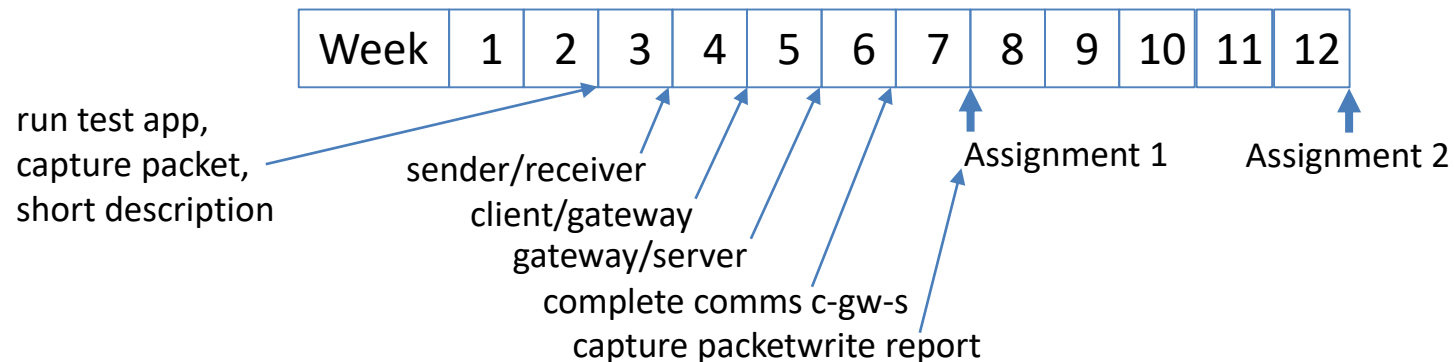 Week 1 2 3 4 5 6 7 8 9 10 11 12
run test app,
capture packet,
short description
sender/receiver
client/gateway
gateway/server
complete comms c-gw-s
capture packetwrite report
Assignment 1
Assignment 2